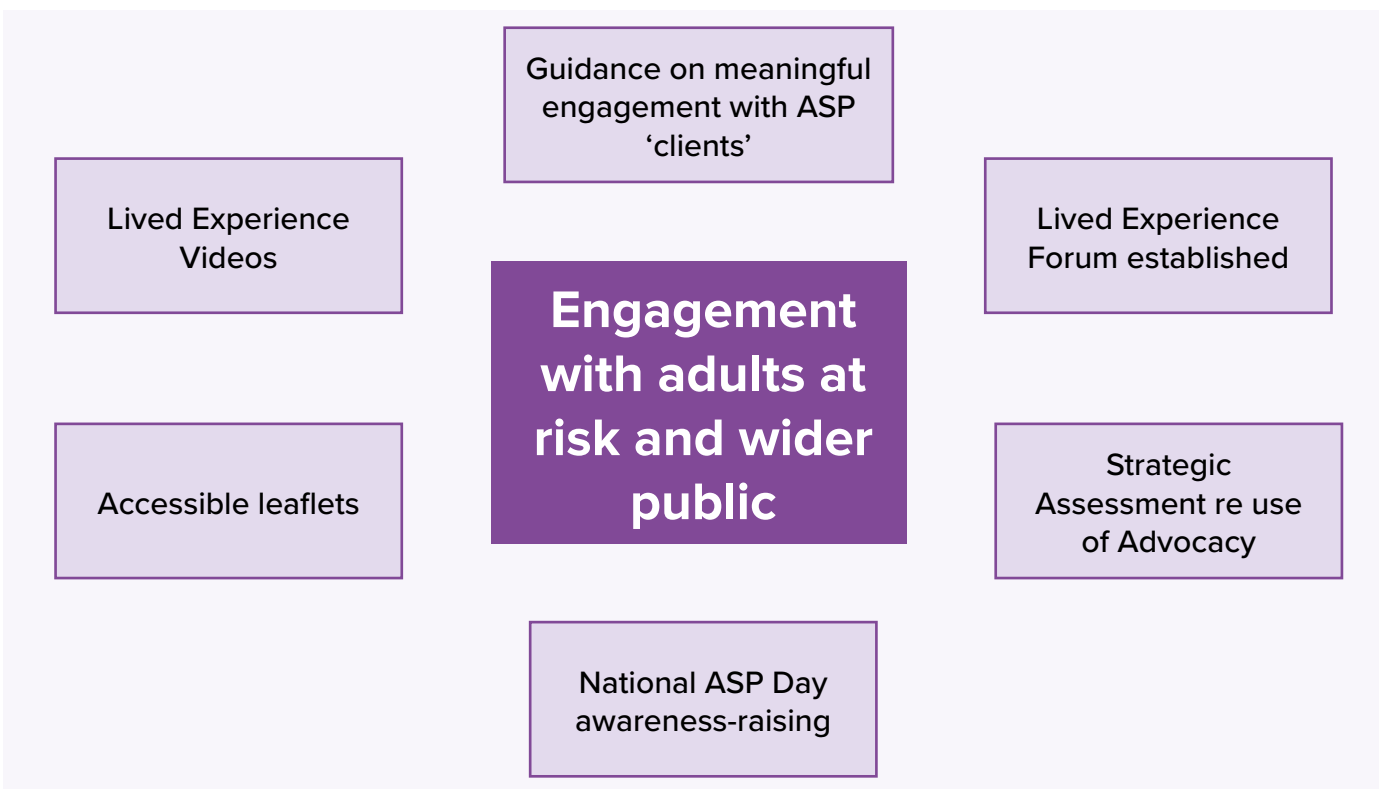 Guidance on meaningful
engagement with ASP
‘clients’
Lived Experience
Videos
Lived Experience
Forum established
Engagement
with adults at
risk and wider
public
Accessible leaflets
Strategic
Assessment re use
of Advocacy
National ASP Day
awareness-raising